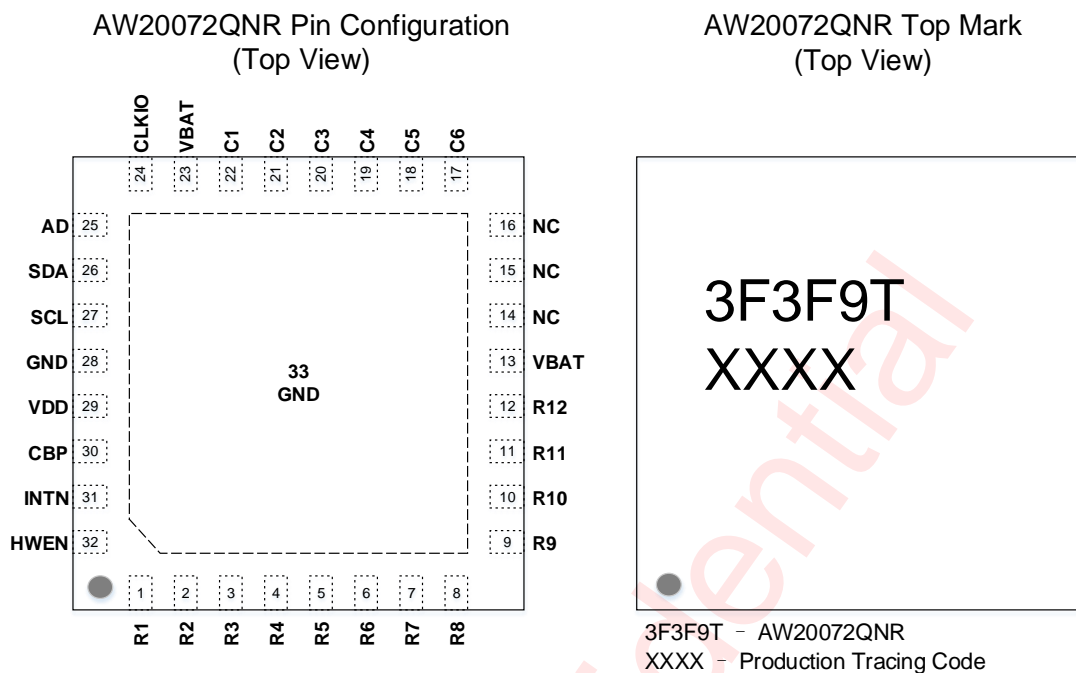 AW20072QNR Pin Configuration
(Top View)
CLKIO VBAT C1 C2 C3 C4 C5 C6
24 23 22 21 20 19 18 17
AD 25
SDA 26
SCL 27
GND 28
VDD 29
CBP 30
INTN 31
HWEN 32
33
GND
16 NC
15 NC
14 NC
13 VBAT
12 R12
11 R11
10 R10
9 R9
1 2 3 4 5 6 7 8
R1 R2 R3 R4 R5 R6 R7 R8
AW20072QNR Top Mark
(Top View)
3F3F9T
XXXX
3F3F9T – AW20072QNR
XXXX – Production Tracing Code
dential